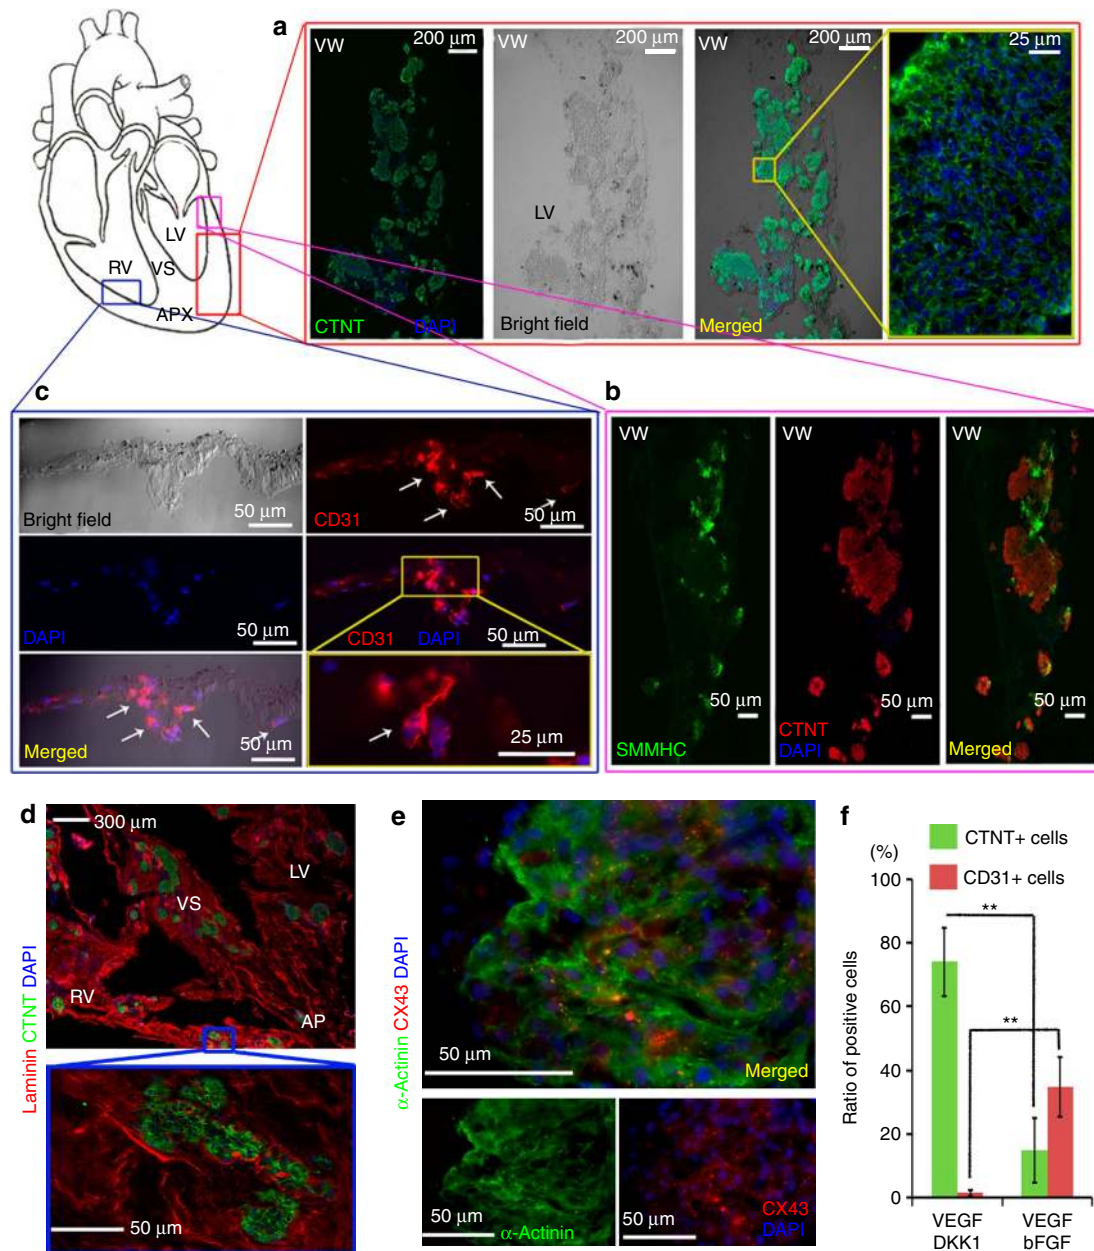 LV
RV
VS
APX
a
VW
200 μm
LV
CTNT DAPI
VW
200 μm
Bright field
VW
200 μm
Merged
25 μm
c
Bright field
50 μm
CD31
50 μm
DAPI
50 μm
CD31 DAPI
50 μm
Merged
50 μm
25 μm
b
VW
50 μm
SMMHC
VW
50 μm
CTNT
DAPI
VW
50 μm
Merged
d
Laminin CTNT DAPI
300 μm
LV
VS
RV
AP
50 μm
e
α-Actinin CX43 DAPI
50 μm
Merged
50 μm
α-Actinin
50 μm
CX43
DAPI
f
CTNT+ cells
CD31+ cells
(%)
Ratio of positive cells
100
80
60
40
20
0
**
**
VEGF
DKK1
VEGF
bFGF